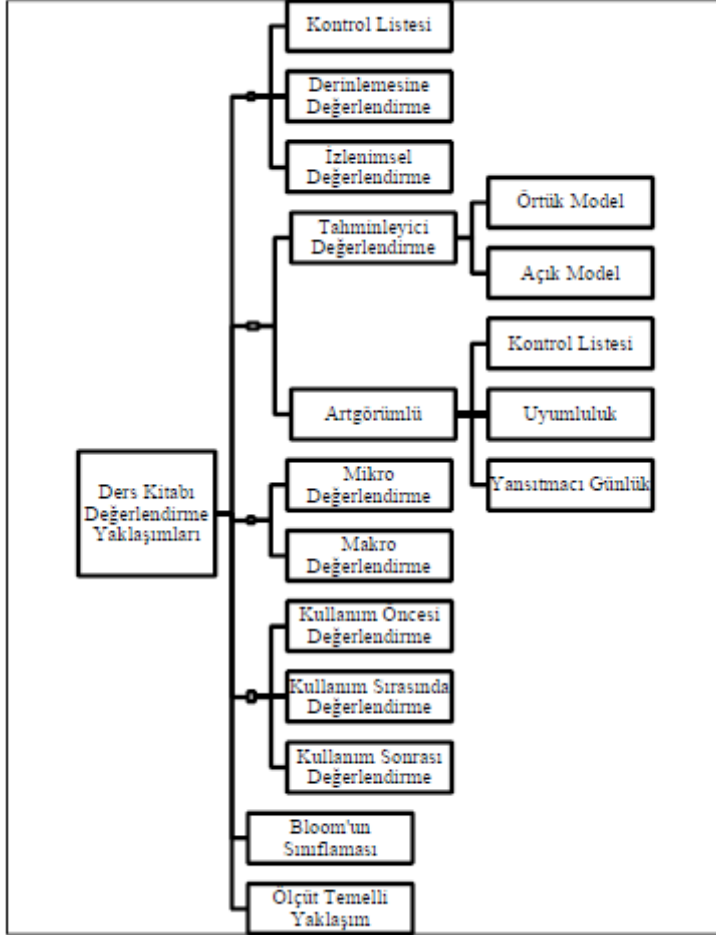 Kontrol Listesi
Derinlemesine
Değerlendirme
İzlenimsel
Değerlendirme
Tahminleyici
Değerlendirme
Örtük Model
Açık Model
Artgörümlü
Kontrol Listesi
Uyumluluk
Yansıtmacı Günlük
Ders Kitabı
Değerlendirme
Yaklaşımları
Mikro
Değerlendirme
Makro
Değerlendirme
Kullanım Öncesi
Değerlendirme
Kullanım Sırasında
Değerlendirme
Kullanım Sonrası
Değerlendirme
Bloom'un
Sınıflaması
Ölçüt Temelli
Yaklaşım